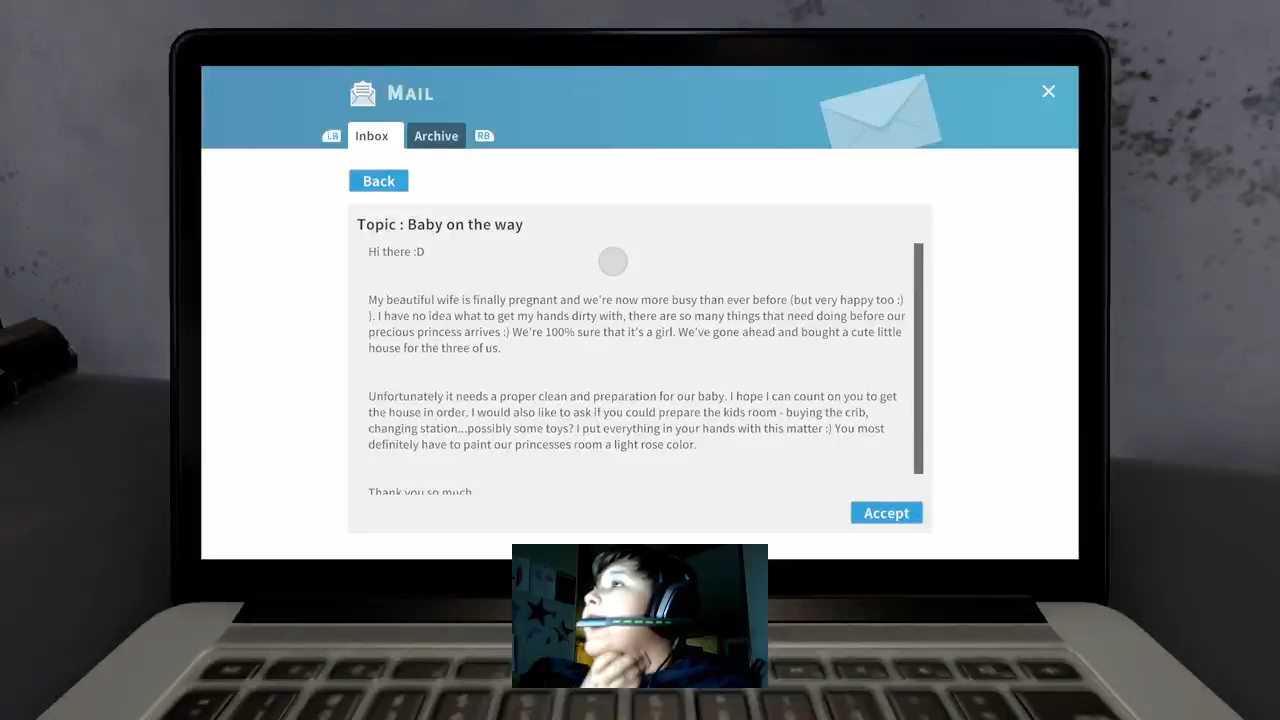 MAIL
LB Inbox Archive RB
Back
Topic : Baby on the way
Hi there :D
My beautiful wife is finally pregnant and we're now more busy than ever before (but very happy too :)
). I have no idea what to get my hands dirty with, there are so many things that need doing before our
precious princess arrives :) We're 100% sure that it's a girl. We've gone ahead and bought a cute little
house for the three of us.
Unfortunately it needs a proper clean and preparation for our baby. I hope I can count on you to get
the house in order. I would also like to ask if you could prepare the kids room - buying the crib,
changing station...possibly some toys? I put everything in your hands with this matter :) You most
definitely have to paint our princesses room a light rose color.
Thank you so much
Accept